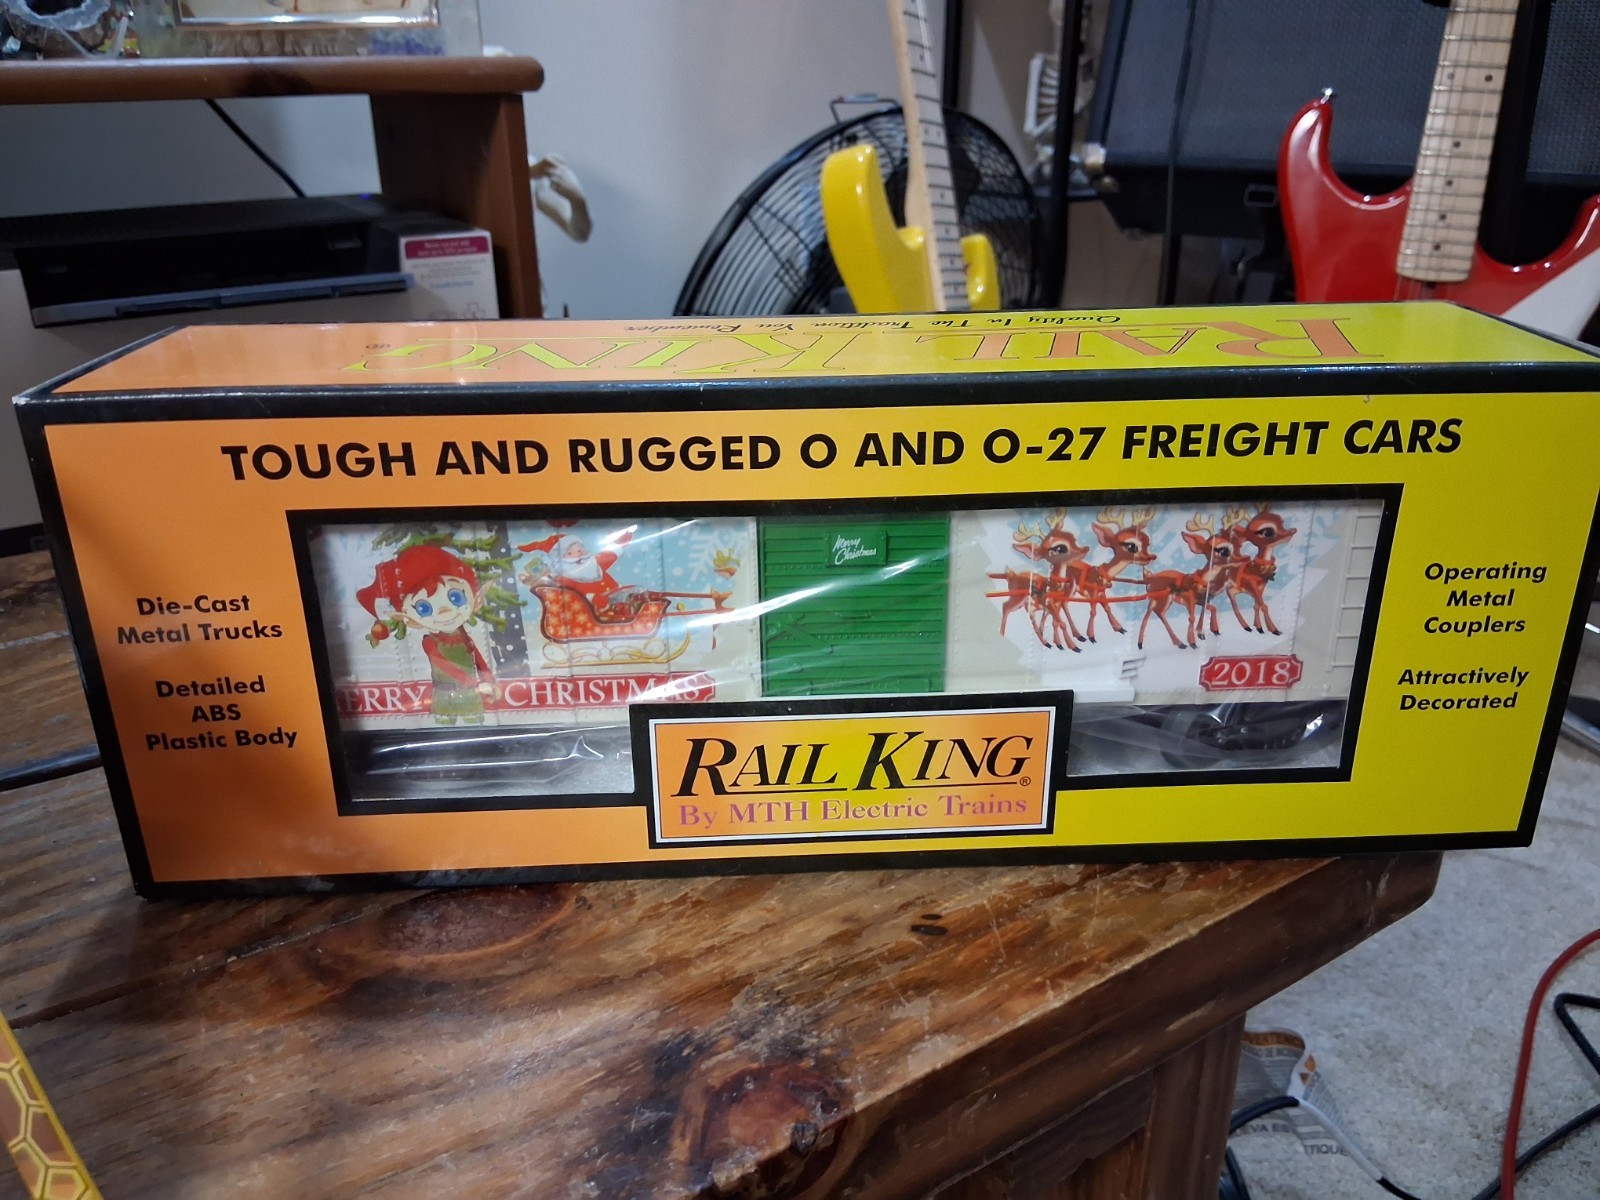 RAIL KING
Quality In The Tradition You Remember
TOUGH AND RUGGED O AND O-27 FREIGHT CARS
Die-Cast
Metal Trucks
Detailed
ABS
Plastic Body
Merry
Christmas
ERRY CHRISTMAS
2018
Operating
Metal
Couplers
Attractively
Decorated
RAIL KING®
By MTH Electric Trains